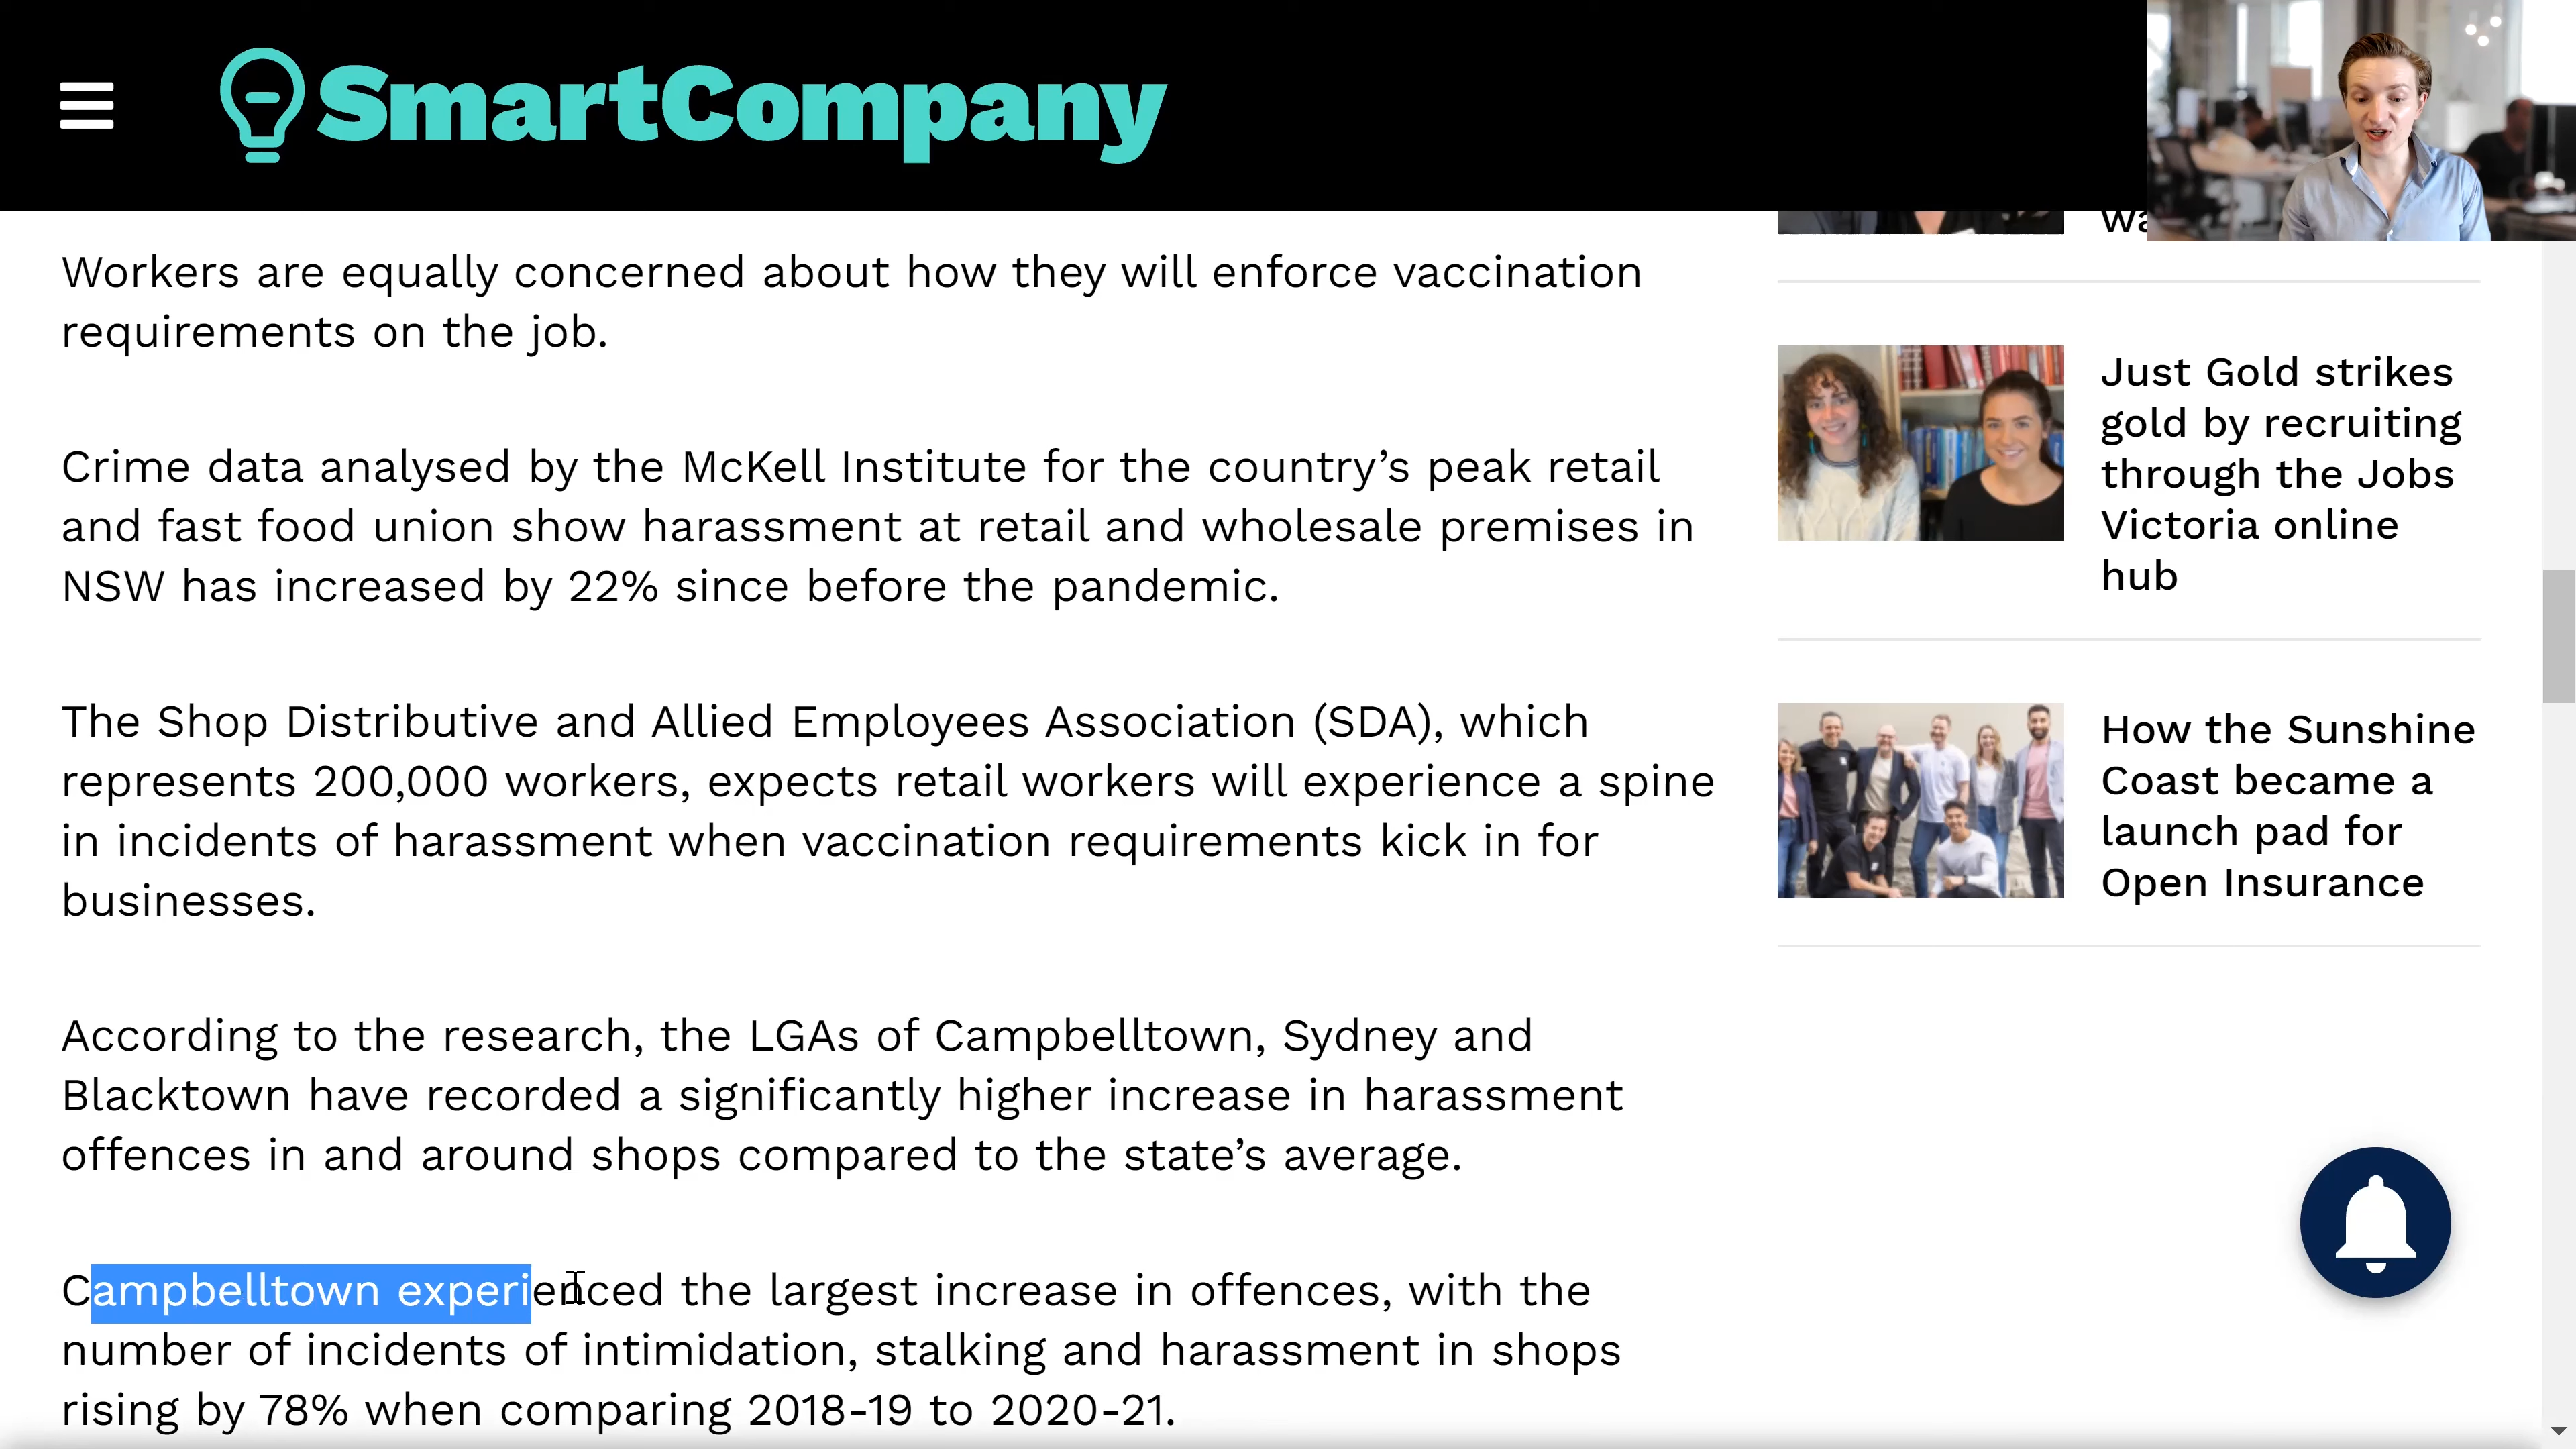 SmartCompany
Workers are equally concerned about how they will enforce vaccination
requirements on the job.
Crime data analysed by the McKell Institute for the country’s peak retail
and fast food union show harassment at retail and wholesale premises in
NSW has increased by 22% since before the pandemic.
The Shop Distributive and Allied Employees Association (SDA), which
represents 200,000 workers, expects retail workers will experience a spine
in incidents of harassment when vaccination requirements kick in for
businesses.
According to the research, the LGAs of Campbelltown, Sydney and
Blacktown have recorded a significantly higher increase in harassment
offences in and around shops compared to the state’s average.
Campbelltown experienced the largest increase in offences, with the
number of incidents of intimidation, stalking and harassment in shops
rising by 78% when comparing 2018-19 to 2020-21.
Just Gold strikes
gold by recruiting
through the Jobs
Victoria online
hub
How the Sunshine
Coast became a
launch pad for
Open Insurance